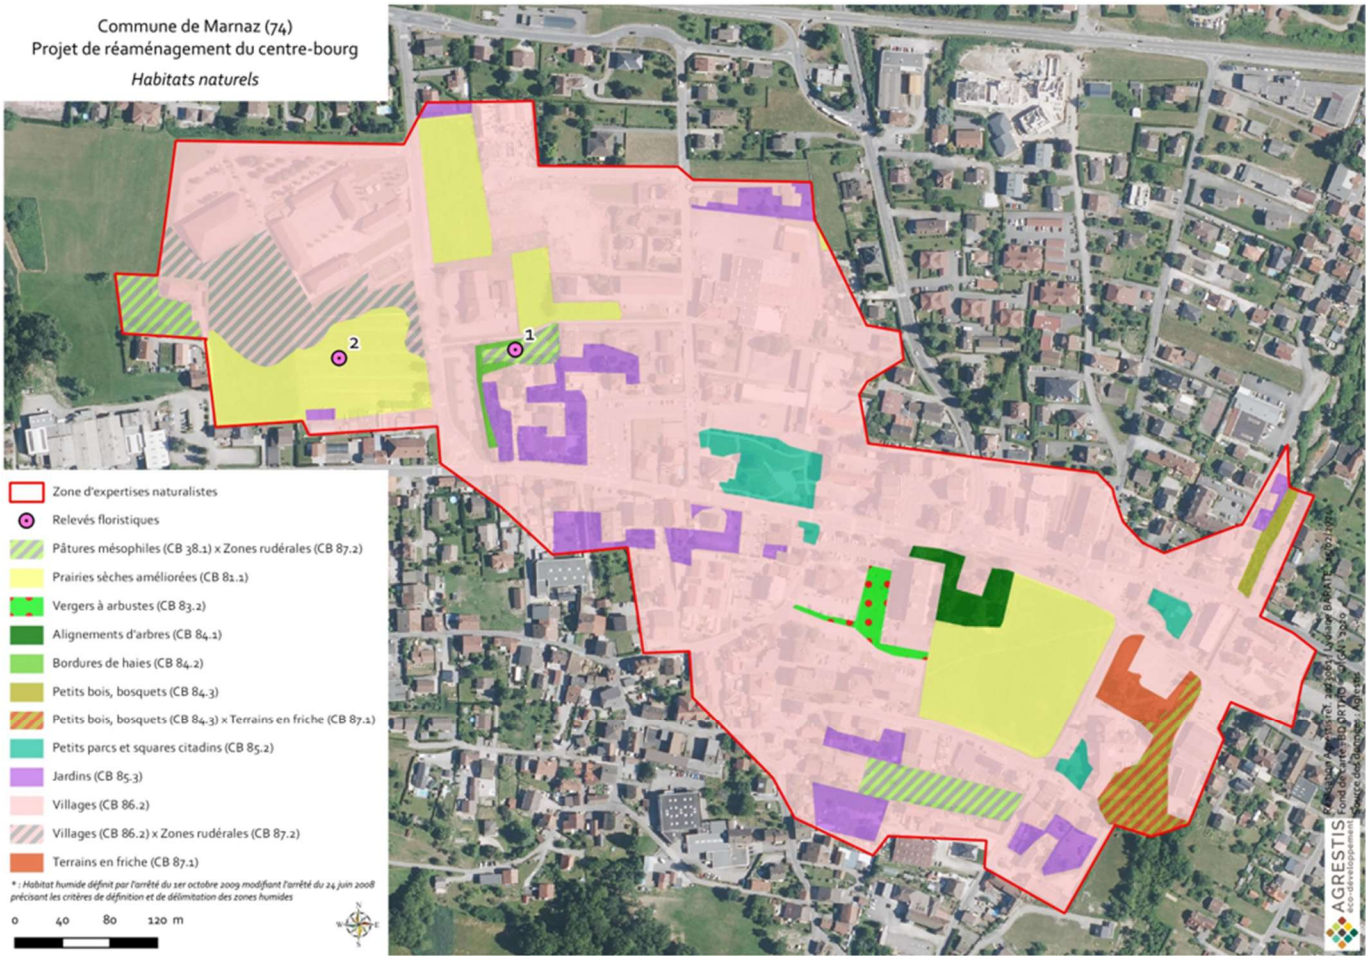 Commune de Marnaz (74)
Projet de réaménagement du centre-bourg
Habitats naturels
1
2
Zone d'expertises naturalistes
Relevés floristiques
Pâtures mésophiles (CB 38.1) x Zones rudérales (CB 87.2)
Prairies sèches améliorées (CB 81.1)
Vergers à arbustes (CB 83.2)
Alignements d'arbres (CB 84.1)
Bordures de haies (CB 84.2)
Petits bois, bosquets (CB 84.3)
Petits bois, bosquets (CB 84.3) x Terrains en friche (CB 87.1)
Petits parcs et squares citadins (CB 85.2)
Jardins (CB 85.3)
Villages (CB 86.2)
Villages (CB 86.2) x Zones rudérales (CB 87.2)
Terrains en friche (CB 87.1)
* : Habitat humide définit par l'arrêté du 1er octobre 2009 modifiant l'arrêté du 24 juin 2008
précisant les critères de définition et de délimitation des zones humides
0 40 80 120 m
N
W E
S
AGRESTIS
éco-développement